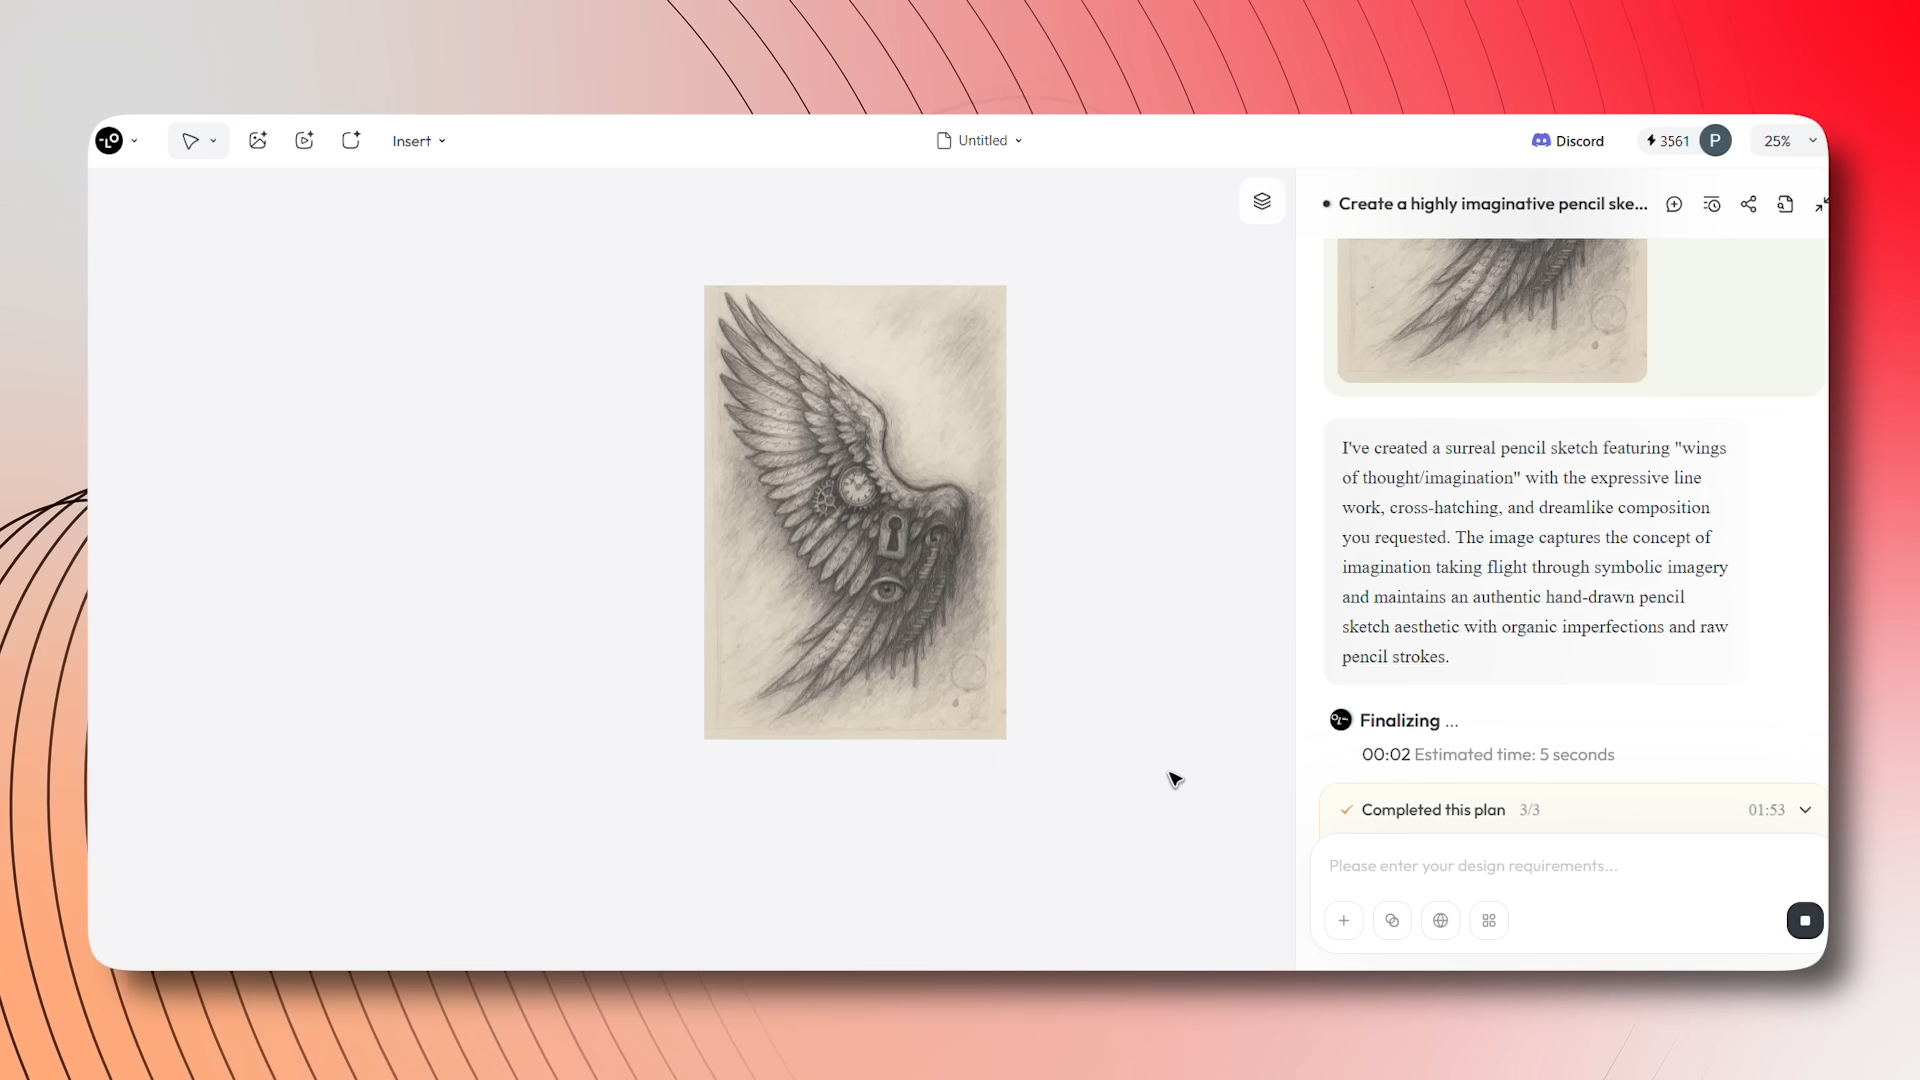 Insert
Untitled
Discord
3561
P
25%
Create a highly imaginative pencil ske...
I've created a surreal pencil sketch featuring "wings
of thought/imagination" with the expressive line
work, cross-hatching, and dreamlike composition
you requested. The image captures the concept of
imagination taking flight through symbolic imagery
and maintains an authentic hand-drawn pencil
sketch aesthetic with organic imperfections and raw
pencil strokes.
Finalizing ...
00:02 Estimated time: 5 seconds
Completed this plan 3/3 01:53
Please enter your design requirements...